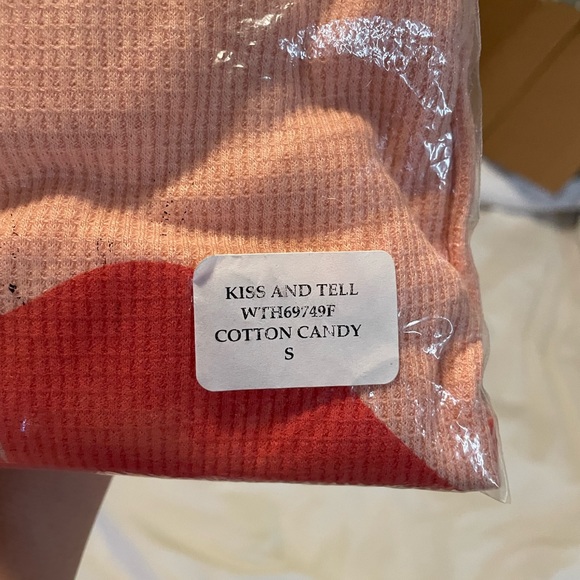 KISS AND TELL
WTH69749F
COTTON CANDY
S